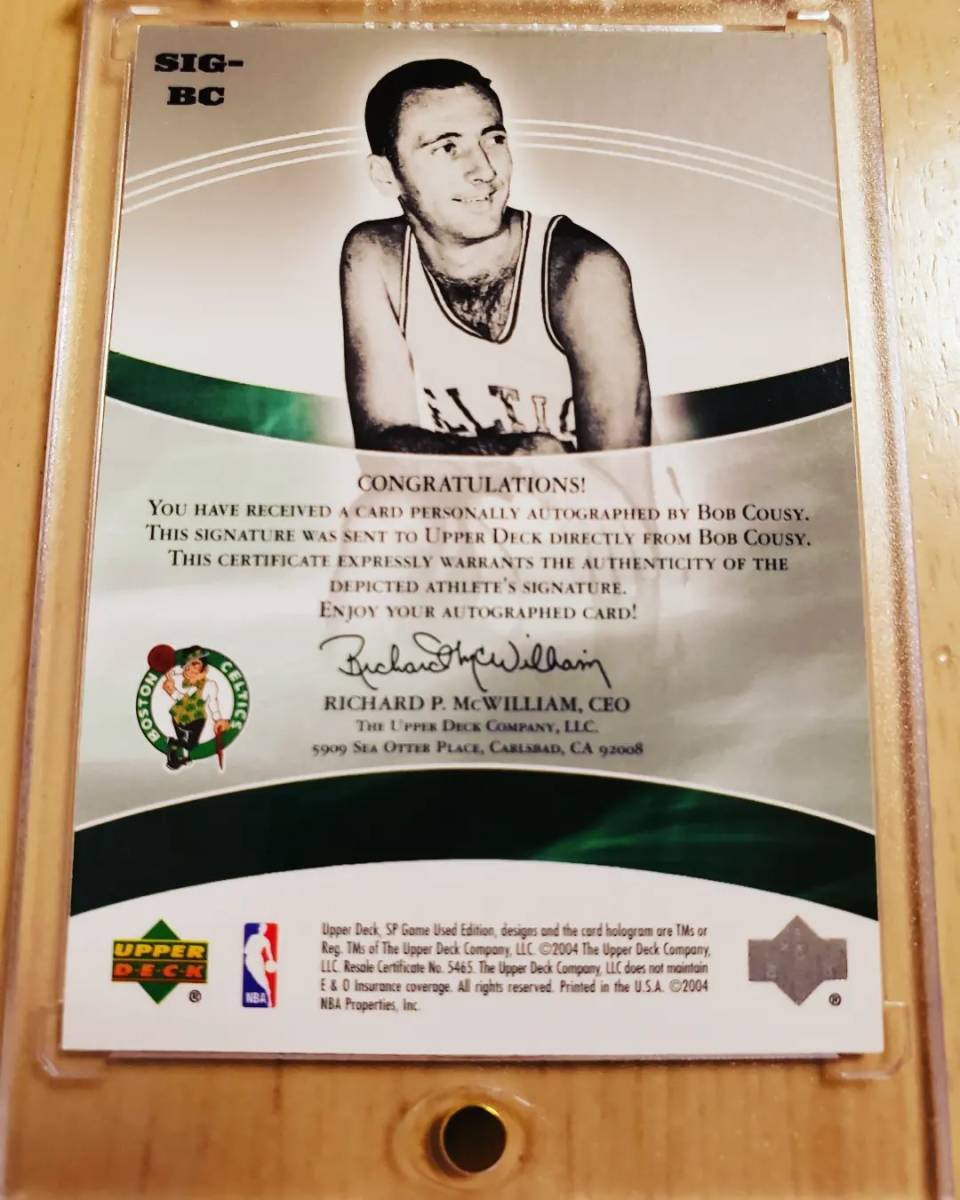 SIG-
BC
ELTIC
CONGRATULATIONS!
YOU HAVE RECEIVED A CARD PERSONALLY AUTOGRAPHED BY BOB COUSY.
THIS SIGNATURE WAS SENT TO UPPER DECK DIRECTLY FROM BOB COUSY.
THIS CERTIFICATE EXPRESSLY WARRANTS THE AUTHENTICITY OF THE
DEPICTED ATHLETE'S SIGNATURE.
ENJOY YOUR AUTOGRAPHED CARD!
Richard P McWilliam
RICHARD P. McWILLIAM, CEO
THE UPPER DECK COMPANY, LLC.
5909 SEA OTTER PLACE, CARLSBAD, CA 92008
BOSTON CELTICS
UPPER
DECK
®
NBA
Upper Deck, SP Game Used Edition, designs and the card hologram are TMs or
Reg. TMs of The Upper Deck Company, LLC. ©2004 The Upper Deck Company,
LLC. Resale Certificate No. 5465. The Upper Deck Company, LLC does not maintain
E & O Insurance coverage. All rights reserved. Printed in the U.S.A. ©2004
NBA Properties, Inc.
®